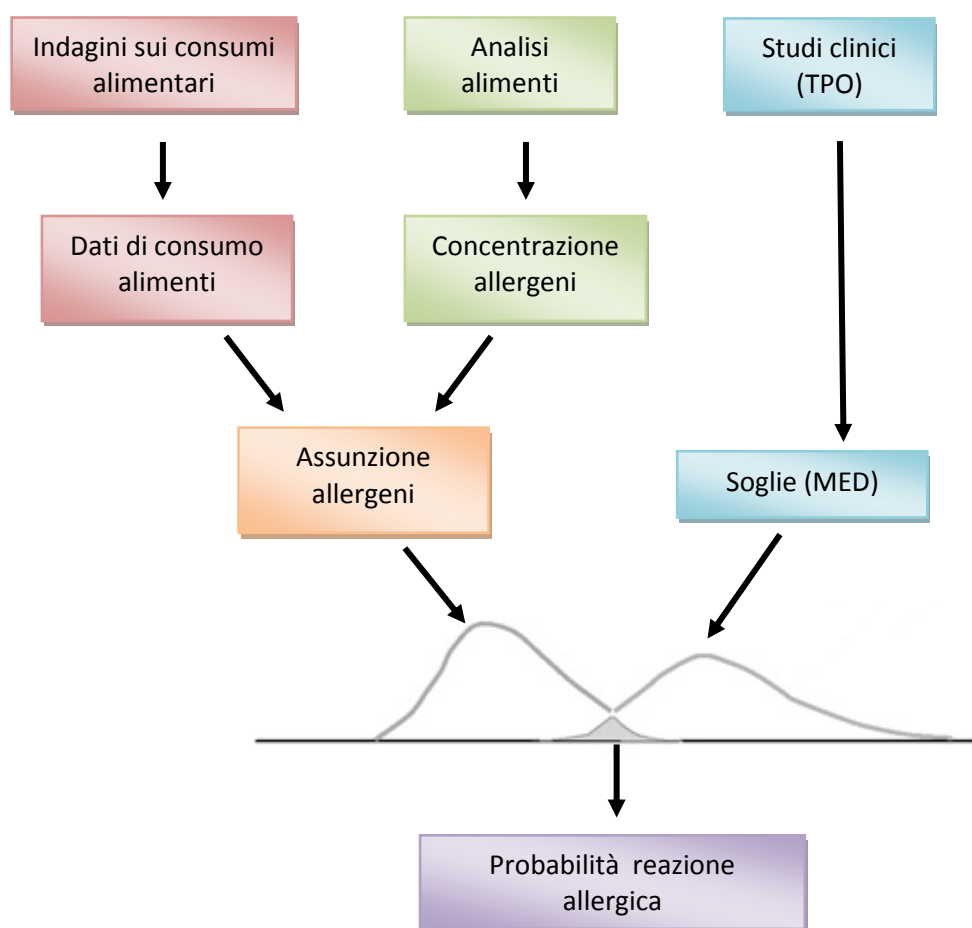 Indagini sui consumi
alimentari
Analisi
alimenti
Studi clinici
(TPO)
Dati di consumo
alimenti
Concentrazione
allergeni
Assunzione
allergeni
Soglie (MED)
Probabilità reazione
allergica